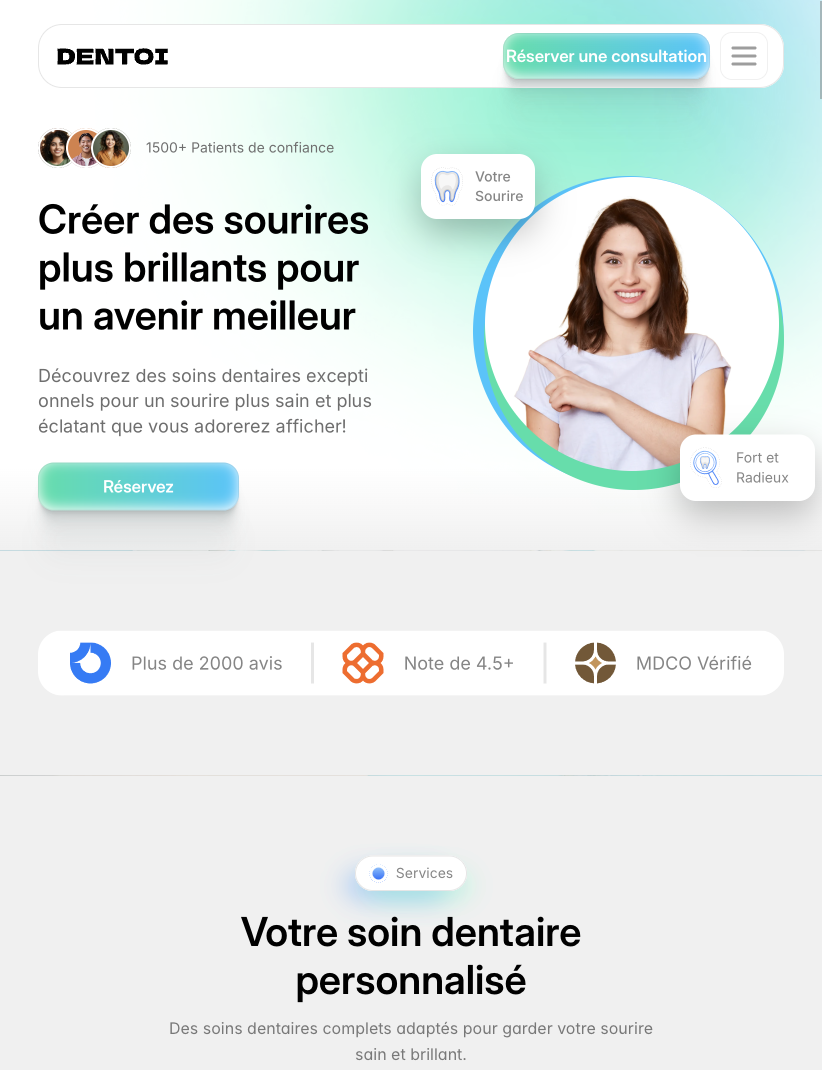 DENTOI
Réserver une consultation
1500+ Patients de confiance
Votre
Sourire
Créer des sourires
plus brillants pour
un avenir meilleur
Découvrez des soins dentaires excepti
onnels pour un sourire plus sain et plus
éclatant que vous adorerez afficher!
Fort et
Radieux
Réservez
Plus de 2000 avis
Note de 4.5+
MDCO Vérifié
Services
Votre soin dentaire
personnalisé
Des soins dentaires complets adaptés pour garder votre sourire
sain et brillant.